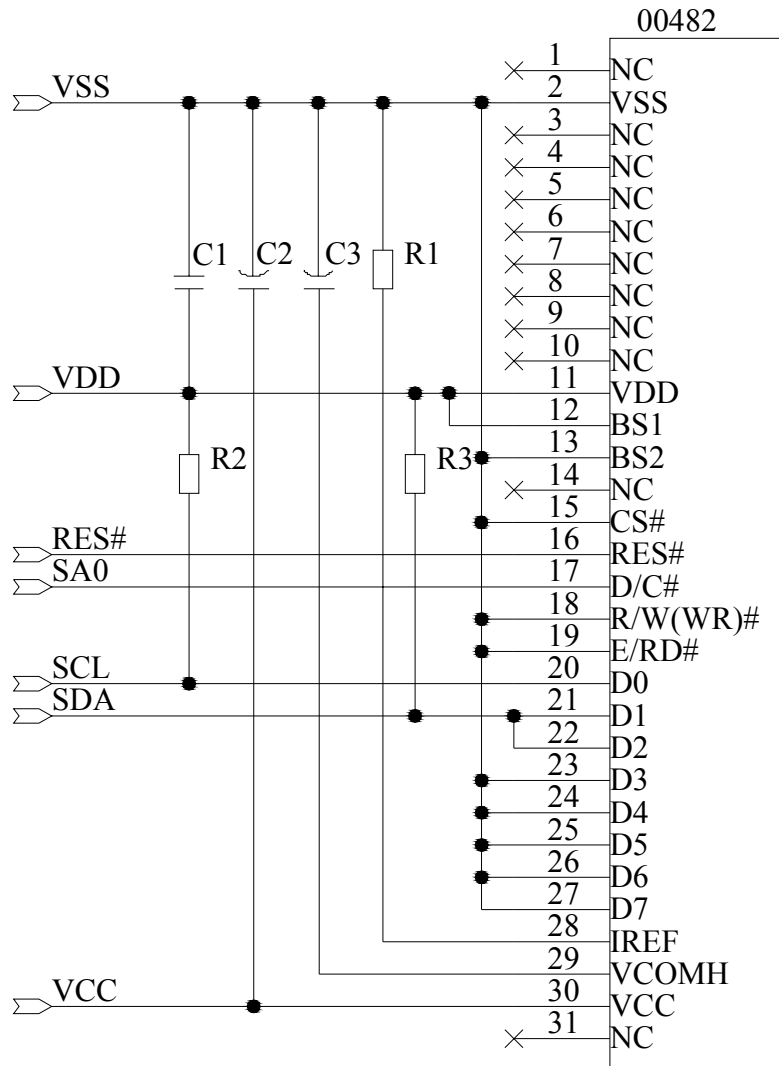 00482
1 NC
VSS 2 VSS
3 NC
4 NC
5 NC
6 NC
7 NC
C1 C2 C3 R1
8 NC
9 NC
10 NC
VDD 11 VDD
12 BS1
R2 R3 13 BS2
14 NC
15 CS#
RES# 16 RES#
SA0 17 D/C#
18 R/W(WR)#
19 E/RD#
SCL 20 D0
SDA 21 D1
22 D2
23 D3
24 D4
25 D5
26 D6
27 D7
28 IREF
29 VCOMH
VCC 30 VCC
31 NC